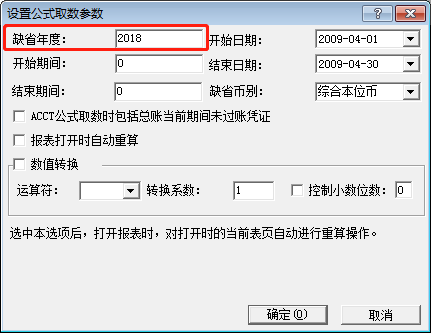 设置公式取数参数
缺省年度： 2018 开始日期： 2009-04-01
开始期间： 0 结束日期： 2009-04-30
结束期间： 0 缺省币别： 综合本位币
ACCT公式取数时包括总账当前期间未过账凭证
报表打开时自动重算
数值转换
运算符： 转换系数： 1 控制小数位数： 0
选中本选项后，打开报表时，对打开时的当前表页自动进行重算操作。
确定(O) 取消